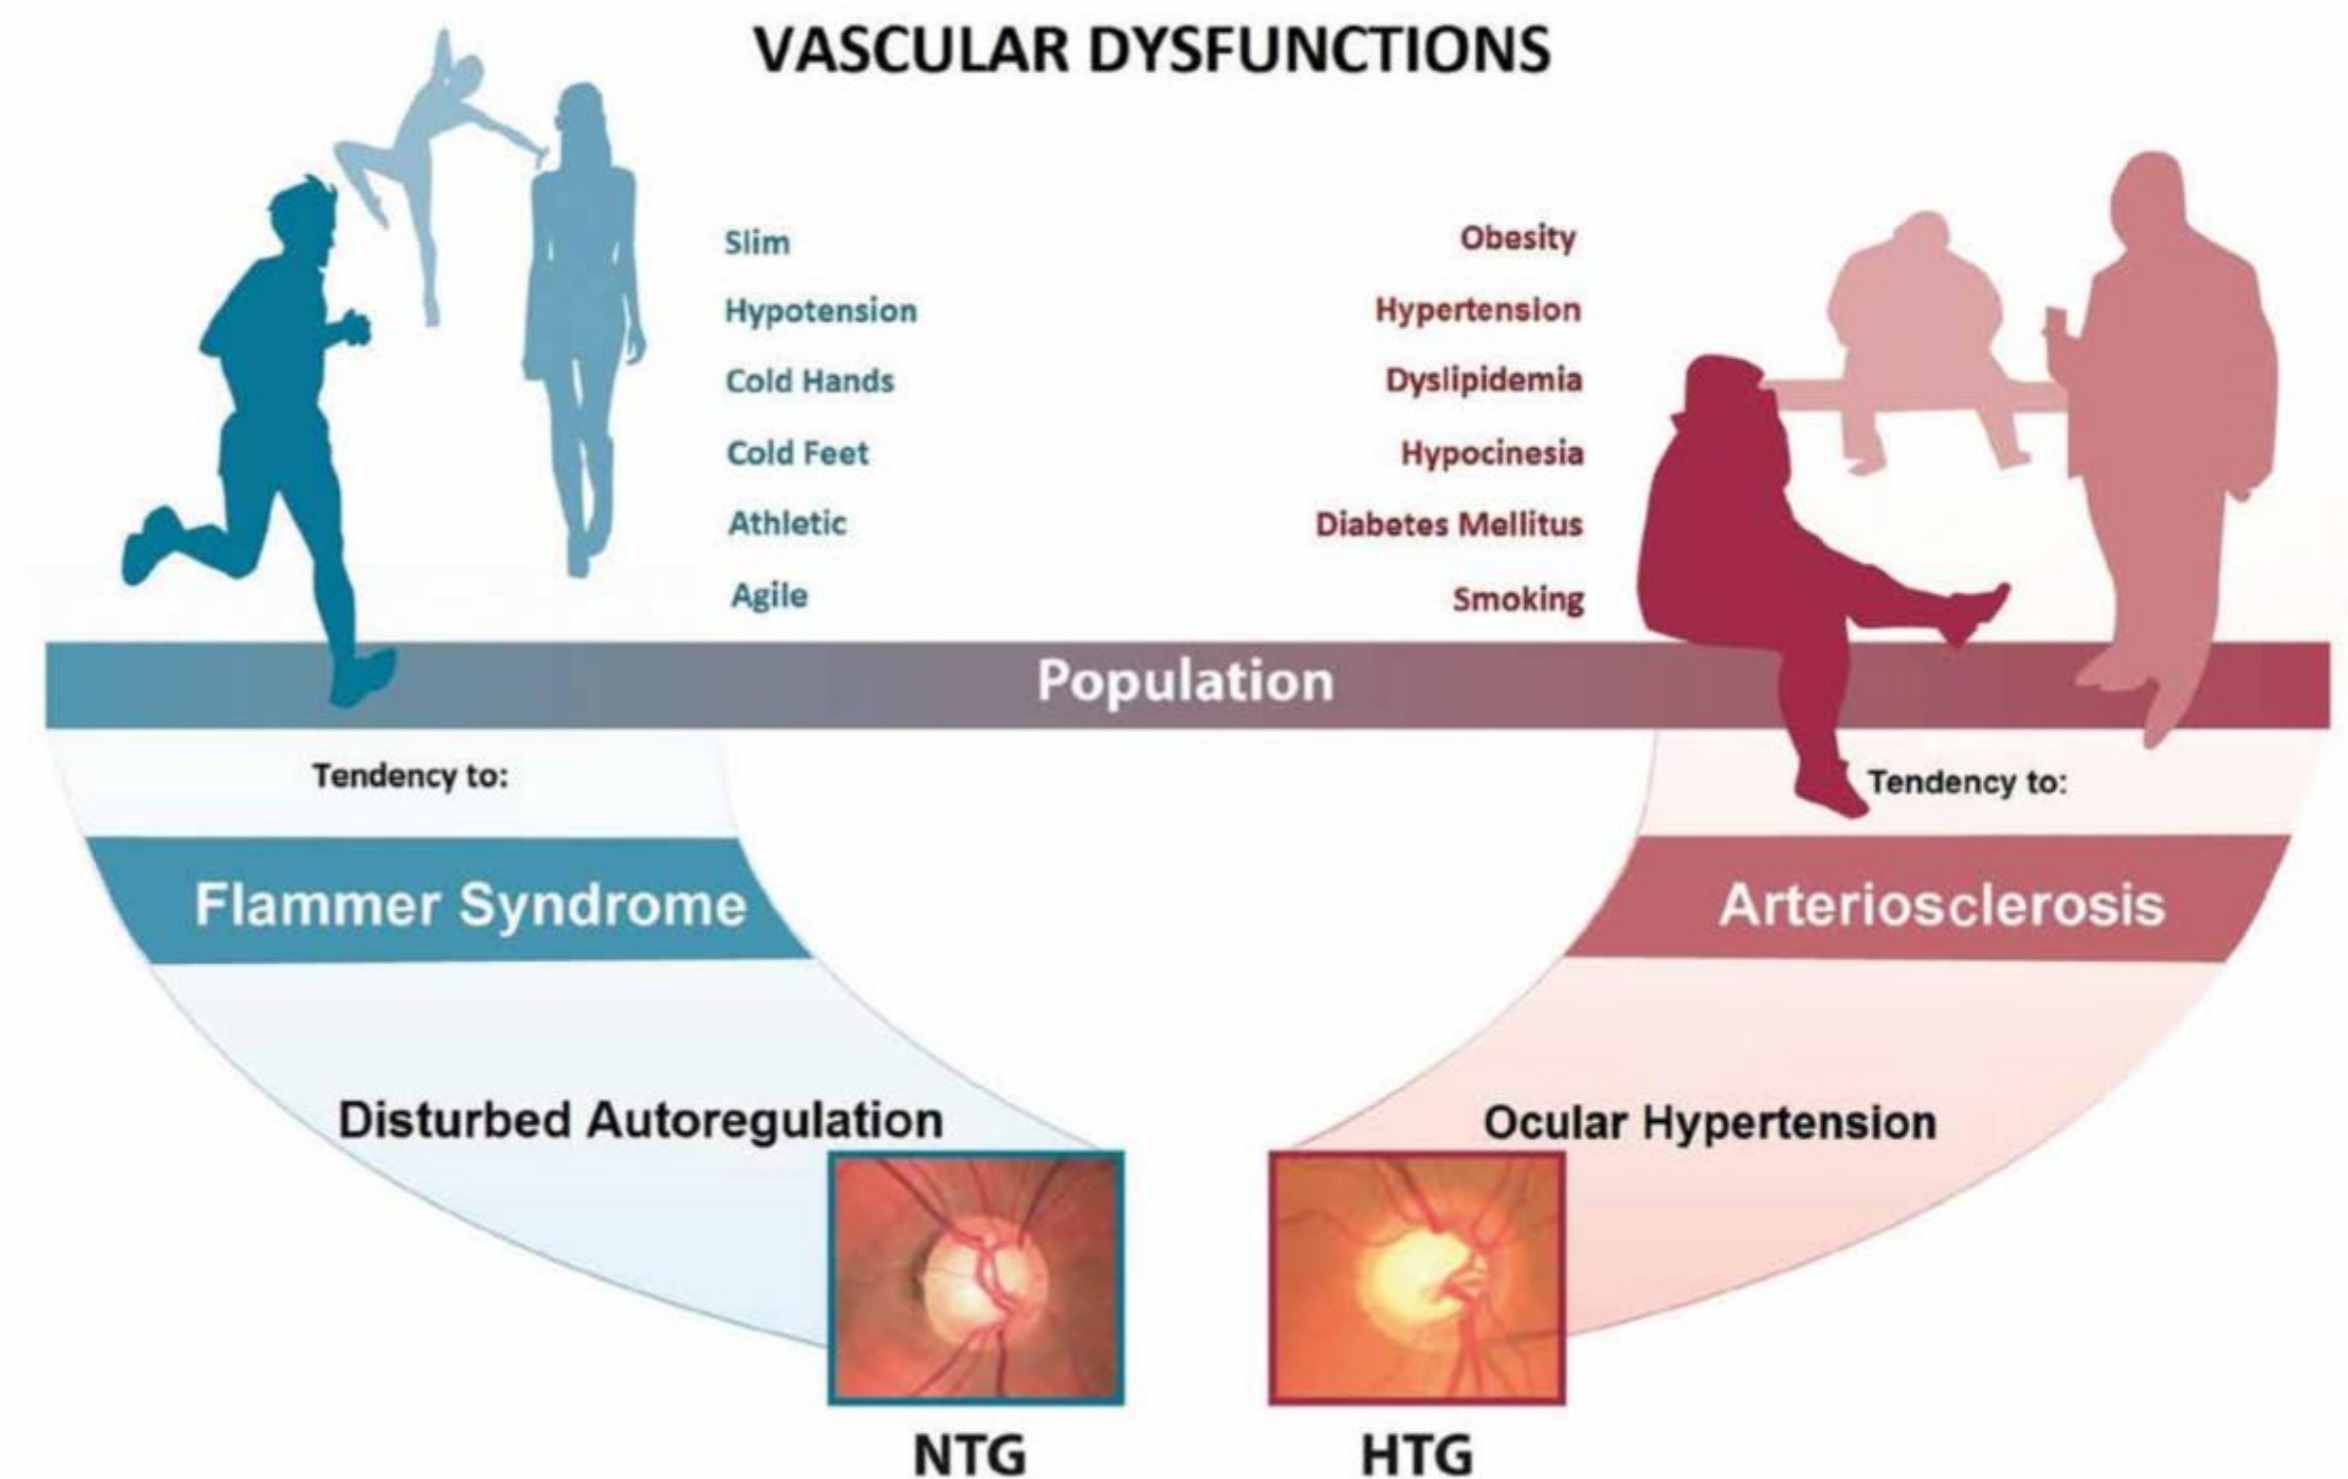 VASCULAR DYSFUNCTIONS
Slim
Hypotension
Cold Hands
Cold Feet
Athletic
Agile
Obesity
Hypertension
Dyslipidemia
Hypocinesia
Diabetes Mellitus
Smoking
Population
Tendency to:
Flammer Syndrome
Disturbed Autoregulation
NTG
Tendency to:
Arteriosclerosis
Ocular Hypertension
HTG